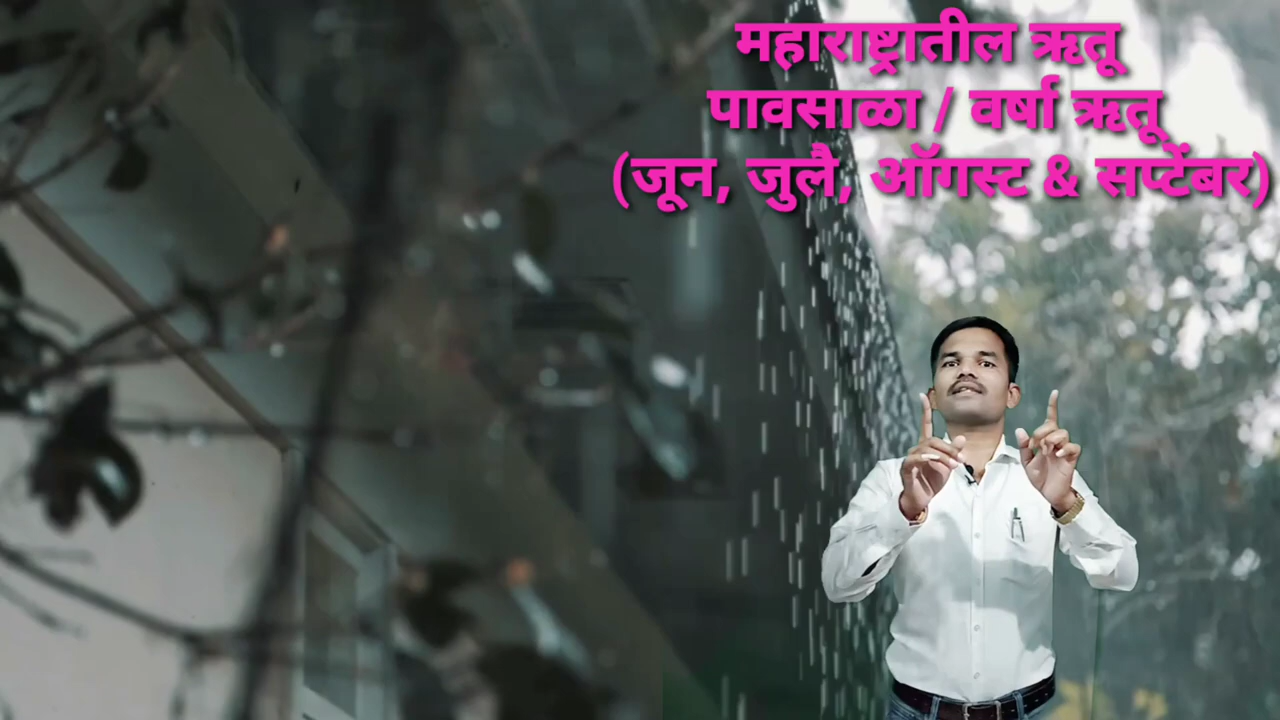 महाराष्ट्रातील ऋतू
पावसाळा / वर्षा ऋतू
(जून, जुलै, ऑगस्ट & सप्टेंबर)